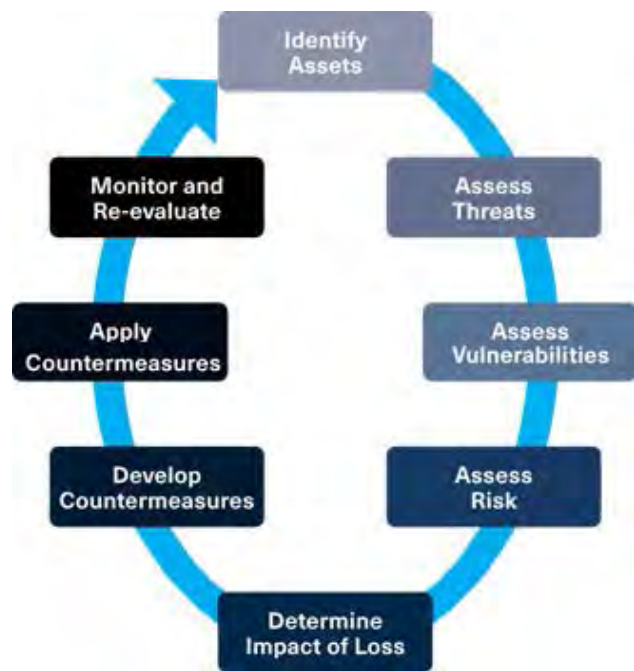 Identify
Assets
Assess
Threats
Assess
Vulnerabilities
Assess
Risk
Determine
Impact of Loss
Develop
Countermeasures
Apply
Countermeasures
Monitor and
Re-evaluate